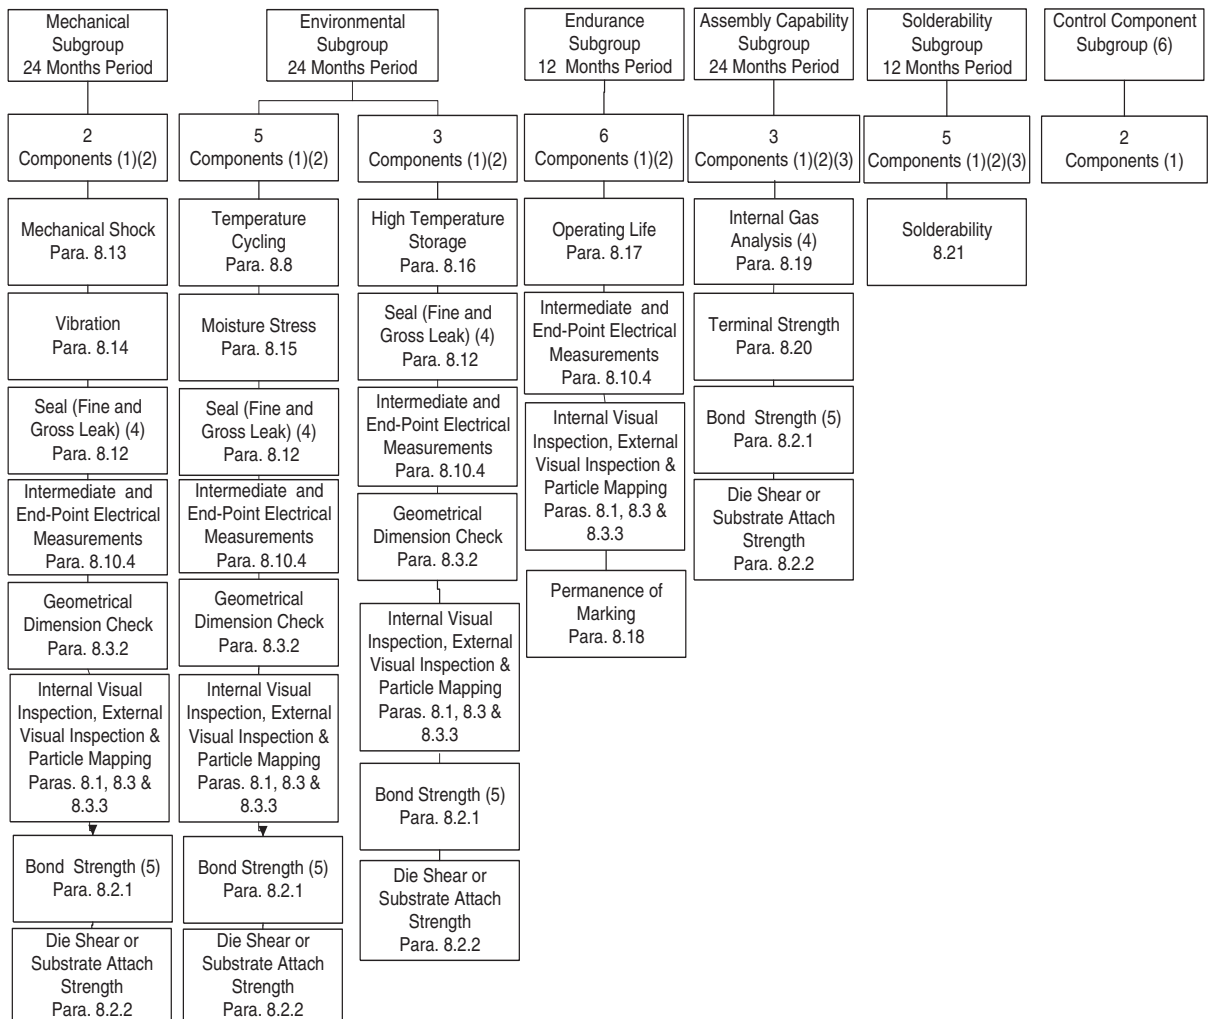 Mechanical
Subgroup
24 Months Period
Environmental
Subgroup
24 Months Period
Endurance
Subgroup
12 Months Period
Assembly Capability
Subgroup
24 Months Period
Solderability
Subgroup
12 Months Period
Control Component
Subgroup (6)
2
Components (1)(2)
5
Components (1)(2)
3
Components (1)(2)
6
Components (1)(2)
3
Components (1)(2)(3)
5
Components (1)(2)(3)
2
Components (1)
Mechanical Shock
Para. 8.13
Vibration
Para. 8.14
Seal (Fine and
Gross Leak) (4)
Para. 8.12
Intermediate and
End-Point Electrical
Measurements
Para. 8.10.4
Geometrical
Dimension Check
Para. 8.3.2
Internal Visual
Inspection, External
Visual Inspection &
Particle Mapping
Paras. 8.1, 8.3 &
8.3.3
Bond Strength (5)
Para. 8.2.1
Die Shear or
Substrate Attach
Strength
Para. 8.2.2
Temperature
Cycling
Para. 8.8
Moisture Stress
Para. 8.15
Seal (Fine and
Gross Leak) (4)
Para. 8.12
Intermediate and
End-Point Electrical
Measurements
Para. 8.10.4
Geometrical
Dimension Check
Para. 8.3.2
Internal Visual
Inspection, External
Visual Inspection &
Particle Mapping
Paras. 8.1, 8.3 &
8.3.3
Bond Strength (5)
Para. 8.2.1
Die Shear or
Substrate Attach
Strength
Para. 8.2.2
High Temperature
Storage
Para. 8.16
Seal (Fine and
Gross Leak) (4)
Para. 8.12
Intermediate and
End-Point Electrical
Measurements
Para. 8.10.4
Geometrical
Dimension Check
Para. 8.3.2
Internal Visual
Inspection, External
Visual Inspection &
Particle Mapping
Paras. 8.1, 8.3 &
8.3.3
Bond Strength (5)
Para. 8.2.1
Die Shear or
Substrate Attach
Strength
Para. 8.2.2
Operating Life
Para. 8.17
Intermediate and
End-Point Electrical
Measurements
Para. 8.10.4
Internal Visual
Inspection, External
Visual Inspection &
Particle Mapping
Paras. 8.1, 8.3 &
8.3.3
Permanence of
Marking
Para. 8.18
Internal Gas
Analysis (4)
Para. 8.19
Terminal Strength
Para. 8.20
Bond Strength (5)
Para. 8.2.1
Die Shear or
Substrate Attach
Strength
Para. 8.2.2
Solderability
8.21